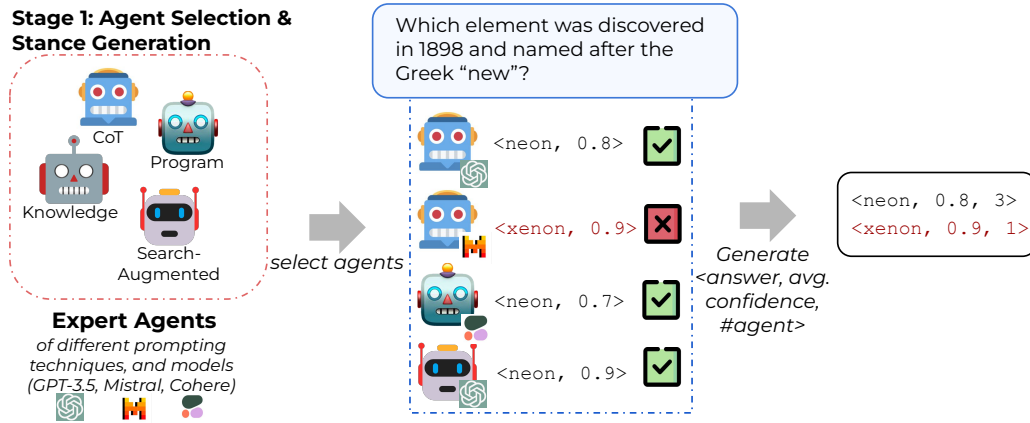 Stage 1: Agent Selection &
Stance Generation
CoT
Program
Knowledge
Search-
Augmented
Expert Agents
of different prompting
techniques, and models
(GPT-3.5, Mistral, Cohere)
select agents
Which element was discovered
in 1898 and named after the
Greek “new”?
<neon, 0.8>
<xenon, 0.9>
<neon, 0.7>
<neon, 0.9>
Generate
<answer, avg.
confidence,
#agent>
<neon, 0.8, 3>
<xenon, 0.9, 1>